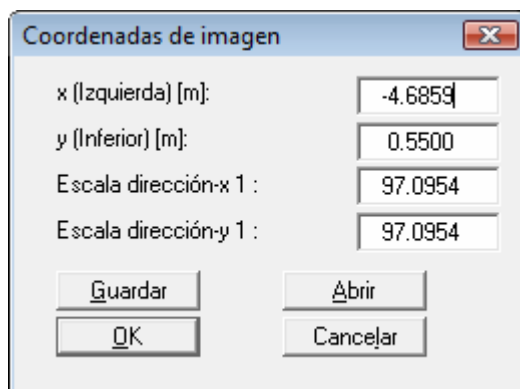 Coordenadas de imagen
x (Izquierda) [m]: -4.6859
y (Inferior) [m]: 0.5500
Escala dirección-x 1 : 97.0954
Escala dirección-y 1 : 97.0954
Guardar Abrir
OK Cancelar